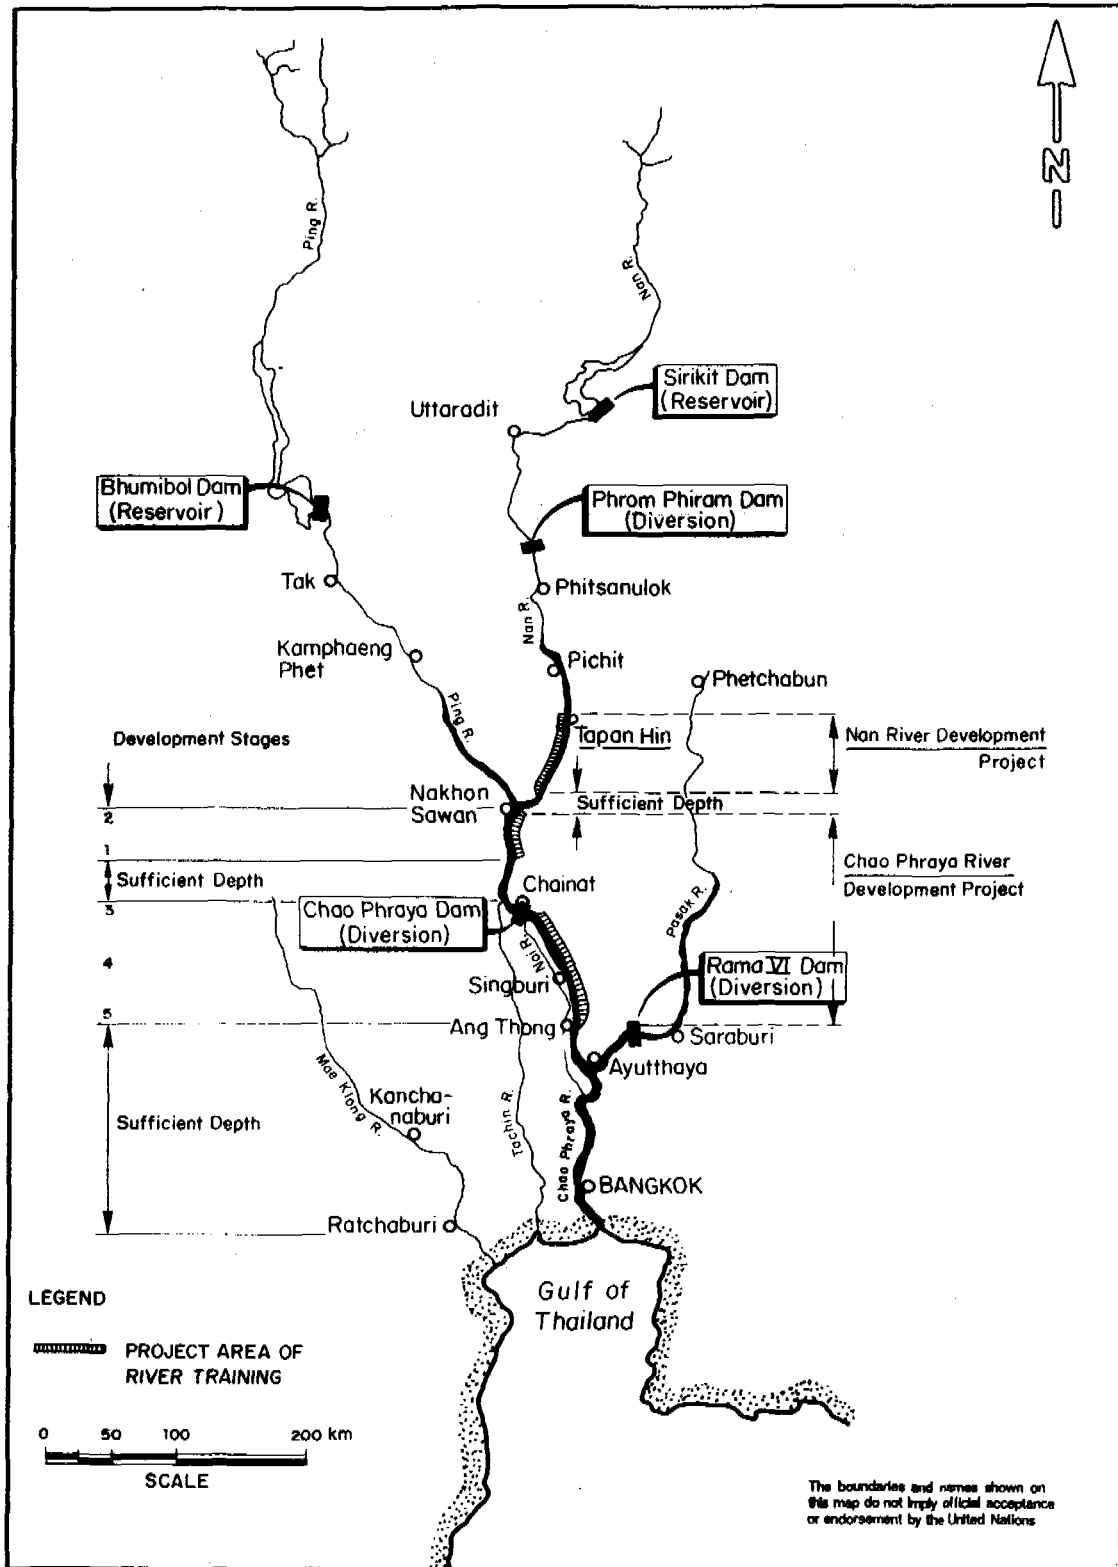 N
Ping R.
Nan R.
Sirikit Dam
(Reservoir)
Uttaradit
Bhumibol Dam
(Reservoir)
Phrom Phiram Dam
(Diversion)
Tak
Phitsanulok
Nan R.
Kamphaeng
Phet
Pichit
Phetchabun
Ping R.
Development Stages
Tapan Hin
Nan River Development
Project
Nakhon
Sawan
Sufficient Depth
2
1
Sufficient Depth
Chainat
Chao Phraya River
Development Project
3
Chao Phraya Dam
(Diversion)
Noi R.
Pasak R.
4
Singburi
Rama VI Dam
(Diversion)
5
Ang Thong
Saraburi
Ayutthaya
Mae Klong R.
Kancha-
naburi
Sufficient Depth
Tachin R.
Chao Phraya R.
BANGKOK
Ratchaburi
Gulf of
Thailand
LEGEND
PROJECT AREA OF
RIVER TRAINING
0 50 100 200 km
SCALE
The boundaries and names shown on
this map do not imply official acceptance
or endorsement by the United Nations